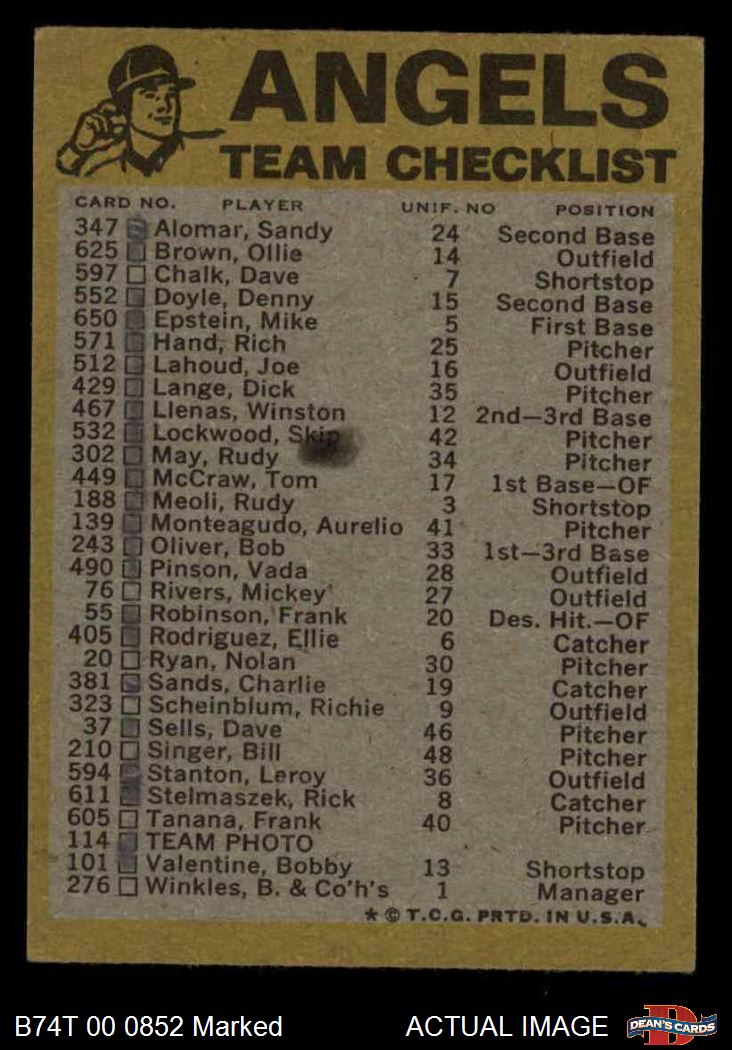 ANGELS
TEAM CHECKLIST
CARD NO. PLAYER UNIF. NO POSITION
347 Alomar, Sandy 24 Second Base
625 Brown, Ollie 14 Outfield
597 Chalk, Dave 7 Shortstop
552 Doyle, Denny 15 Second Base
650 Epstein, Mike 5 First Base
571 Hand, Rich 25 Pitcher
512 Lahoud, Joe 16 Outfield
429 Lange, Dick 35 Pitcher
467 Llenas, Winston 12 2nd—3rd Base
532 Lockwood, Skip 42 Pitcher
302 May, Rudy 34 Pitcher
449 McCraw, Tom 17 1st Base—OF
188 Meoli, Rudy 3 Shortstop
139 Monteagudo, Aurelio 41 Pitcher
243 Oliver, Bob 33 1st—3rd Base
490 Pinson, Vada 28 Outfield
76 Rivers, Mickey 27 Outfield
55 Robinson, Frank 20 Des. Hit.—OF
405 Rodriguez, Ellie 6 Catcher
20 Ryan, Nolan 30 Pitcher
381 Sands, Charlie 19 Catcher
323 Scheinblum, Richie 9 Outfield
37 Sells, Dave 46 Pitcher
210 Singer, Bill 48 Pitcher
594 Stanton, Leroy 36 Outfield
611 Stelmaszek, Rick 8 Catcher
605 Tanana, Frank 40 Pitcher
114 TEAM PHOTO
101 Valentine, Bobby 13 Shortstop
276 Winkles, B. & Co'h's 1 Manager
* © T.C.G. PRTD. IN U.S.A.
B74T 00 0852 Marked ACTUAL IMAGE
D
DEAN'S CARDS